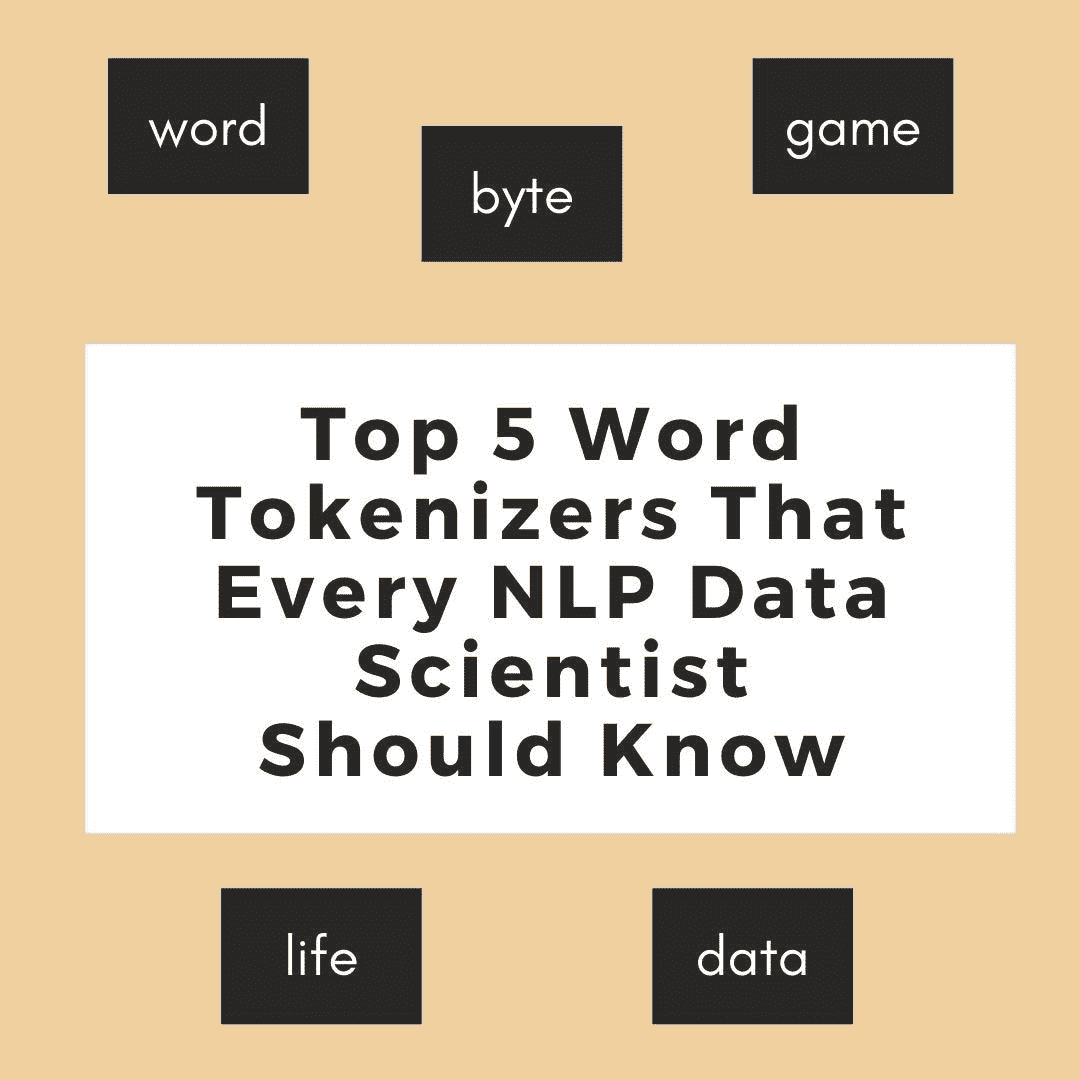 word
byte
game
Top 5 Word
Tokenizers That
Every NLP Data
Scientist
Should Know
life
data